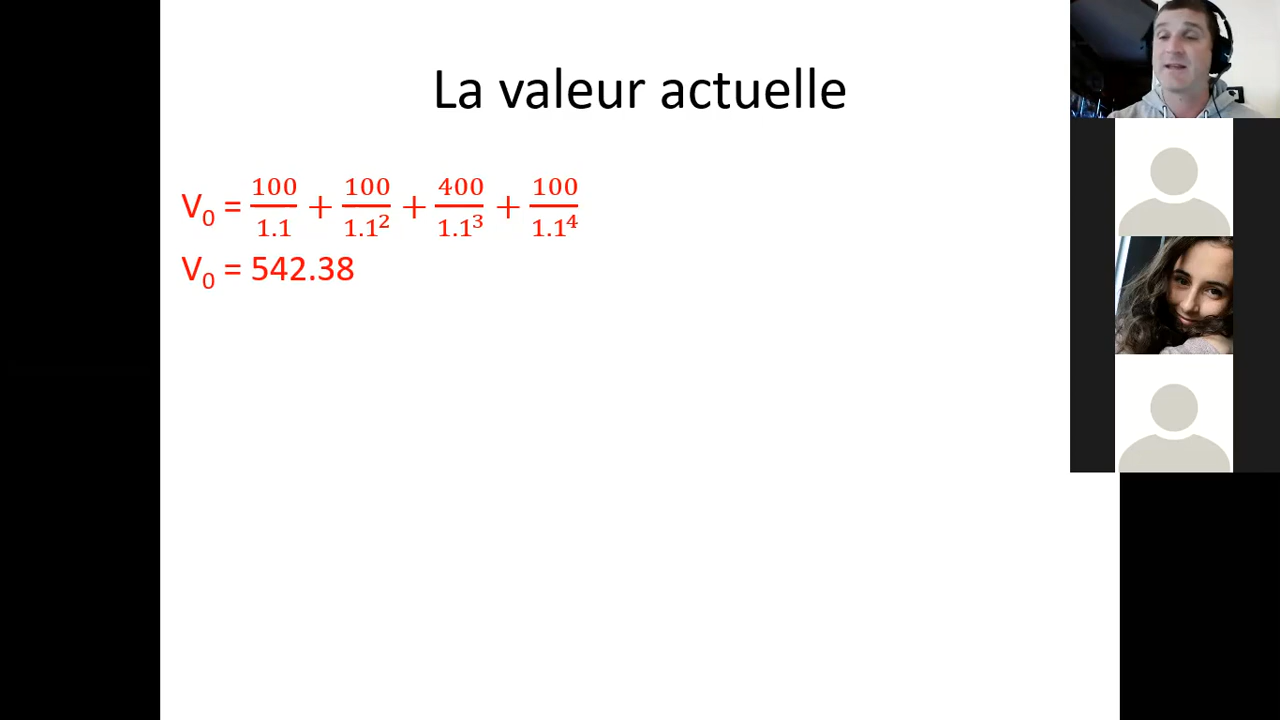 La valeur actuelle
V₀ = 100/1.1 + 100/1.1² + 400/1.1³ + 100/1.1⁴
V₀ = 542.38